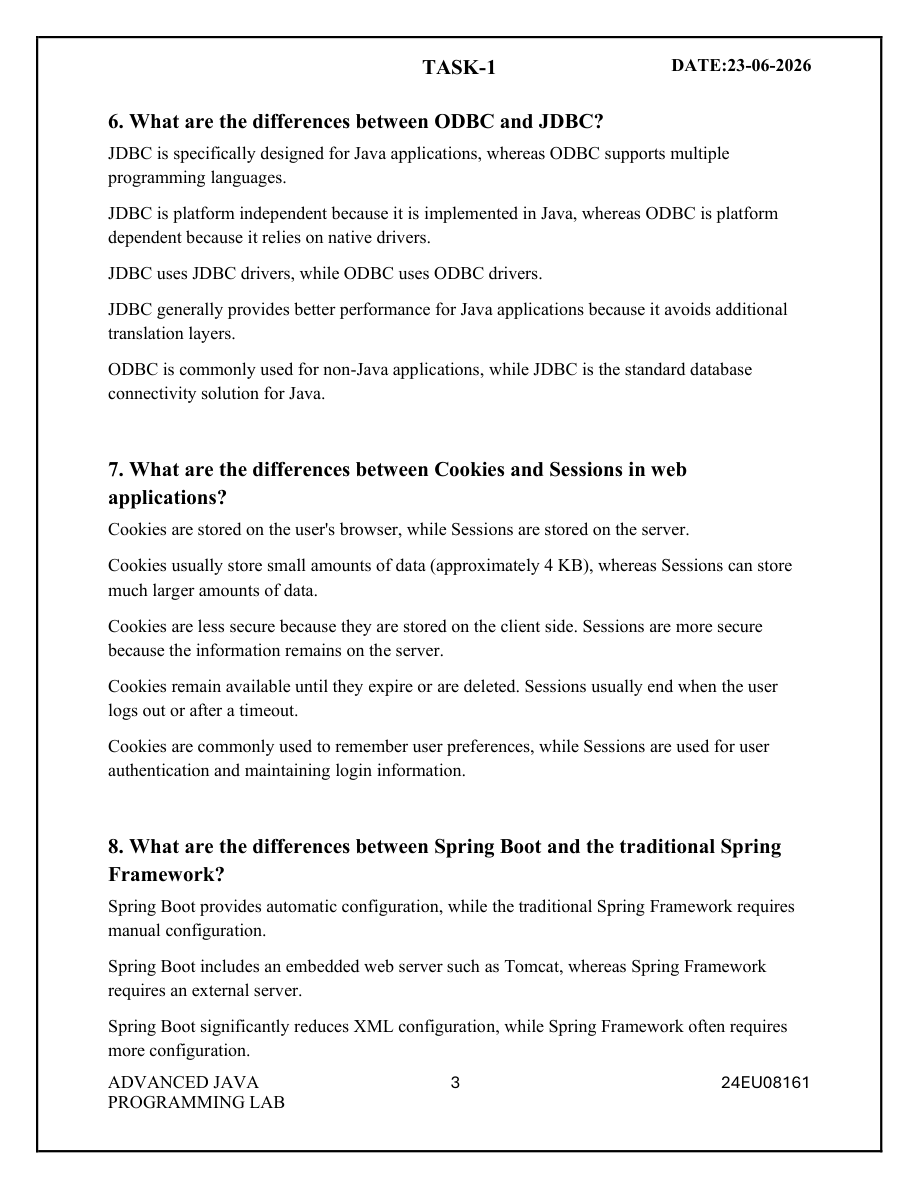 TASK-1
DATE:23-06-2026
6. What are the differences between ODBC and JDBC?
JDBC is specifically designed for Java applications, whereas ODBC supports multiple
programming languages.
JDBC is platform independent because it is implemented in Java, whereas ODBC is platform
dependent because it relies on native drivers.
JDBC uses JDBC drivers, while ODBC uses ODBC drivers.
JDBC generally provides better performance for Java applications because it avoids additional
translation layers.
ODBC is commonly used for non-Java applications, while JDBC is the standard database
connectivity solution for Java.
7. What are the differences between Cookies and Sessions in web
applications?
Cookies are stored on the user's browser, while Sessions are stored on the server.
Cookies usually store small amounts of data (approximately 4 KB), whereas Sessions can store
much larger amounts of data.
Cookies are less secure because they are stored on the client side. Sessions are more secure
because the information remains on the server.
Cookies remain available until they expire or are deleted. Sessions usually end when the user
logs out or after a timeout.
Cookies are commonly used to remember user preferences, while Sessions are used for user
authentication and maintaining login information.
8. What are the differences between Spring Boot and the traditional Spring
Framework?
Spring Boot provides automatic configuration, while the traditional Spring Framework requires
manual configuration.
Spring Boot includes an embedded web server such as Tomcat, whereas Spring Framework
requires an external server.
Spring Boot significantly reduces XML configuration, while Spring Framework often requires
more configuration.
ADVANCED JAVA 3 24EU08161
PROGRAMMING LAB